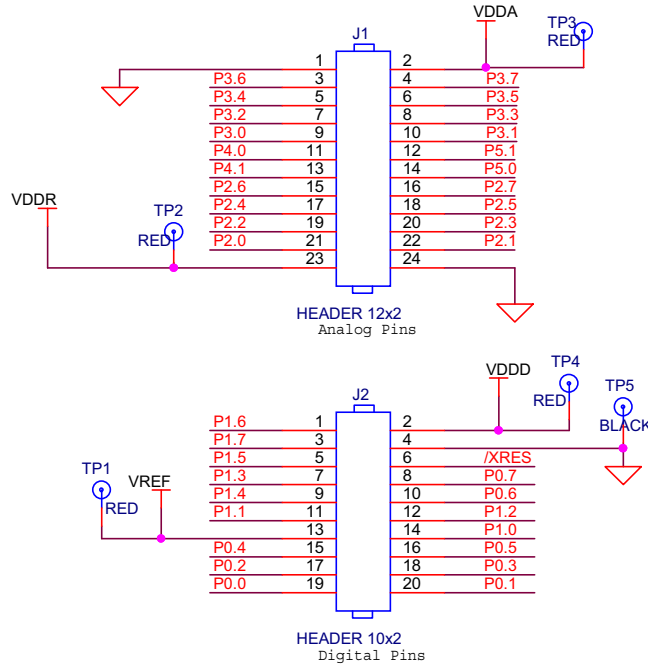 VDDA
TP3
RED
J1
1 2
P3.6 3 4 P3.7
P3.4 5 6 P3.5
P3.2 7 8 P3.3
P3.0 9 10 P3.1
P4.0 11 12 P5.1
P4.1 13 14 P5.0
P2.6 15 16 P2.7
P2.4 17 18 P2.5
P2.2 19 20 P2.3
P2.0 21 22 P2.1
23 24
VDDR
TP2
RED
HEADER 12x2
Analog Pins
VDDD
TP4
RED
TP5
BLACK
J2
P1.6 1 2
P1.7 3 4
P1.5 5 6 /XRES
P1.3 7 8 P0.7
P1.4 9 10 P0.6
P1.1 11 12 P1.2
13 14 P1.0
P0.4 15 16 P0.5
P0.2 17 18 P0.3
P0.0 19 20 P0.1
TP1
RED
VREF
HEADER 10x2
Digital Pins